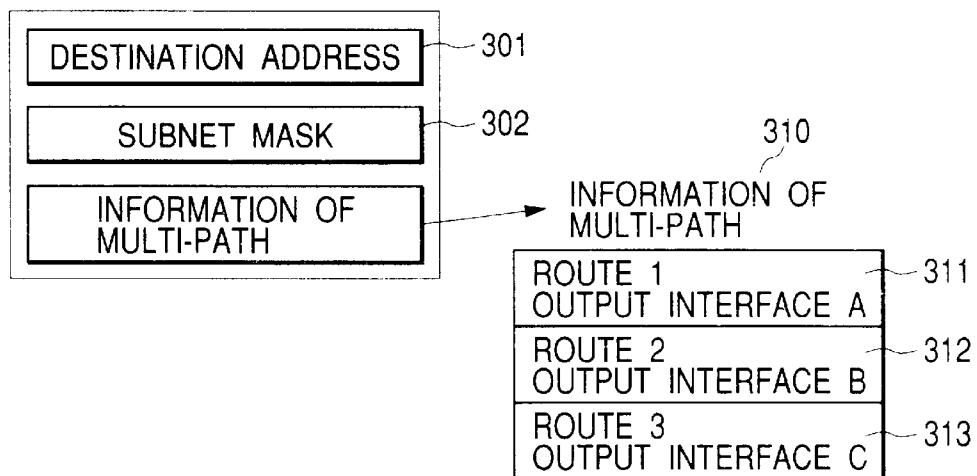 DESTINATION ADDRESS
301
SUBNET MASK
302
INFORMATION OF
MULTI-PATH
310
INFORMATION OF
MULTI-PATH
ROUTE 1
OUTPUT INTERFACE A
311
ROUTE 2
OUTPUT INTERFACE B
312
ROUTE 3
OUTPUT INTERFACE C
313